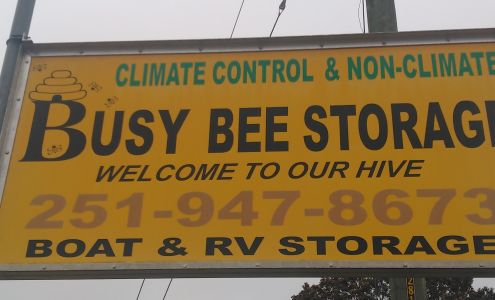 CLIMATE CONTROL & NON-CLIMATE
BUSY BEE STORAGE
WELCOME TO OUR HIVE
251-947-8673
BOAT & RV STORAGE